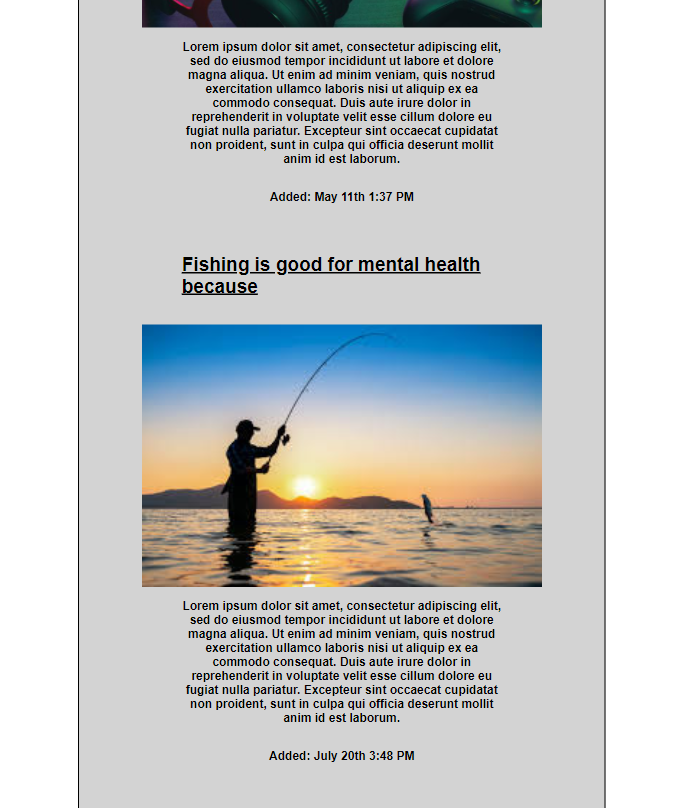 Lorem ipsum dolor sit amet, consectetur adipiscing elit,
sed do eiusmod tempor incididunt ut labore et dolore
magna aliqua. Ut enim ad minim veniam, quis nostrud
exercitation ullamco laboris nisi ut aliquip ex ea
commodo consequat. Duis aute irure dolor in
reprehenderit in voluptate velit esse cillum dolore eu
fugiat nulla pariatur. Excepteur sint occaecat cupidatat
non proident, sunt in culpa qui officia deserunt mollit
anim id est laborum.
Added: May 11th 1:37 PM
Fishing is good for mental health
because
Lorem ipsum dolor sit amet, consectetur adipiscing elit,
sed do eiusmod tempor incididunt ut labore et dolore
magna aliqua. Ut enim ad minim veniam, quis nostrud
exercitation ullamco laboris nisi ut aliquip ex ea
commodo consequat. Duis aute irure dolor in
reprehenderit in voluptate velit esse cillum dolore eu
fugiat nulla pariatur. Excepteur sint occaecat cupidatat
non proident, sunt in culpa qui officia deserunt mollit
anim id est laborum.
Added: July 20th 3:48 PM